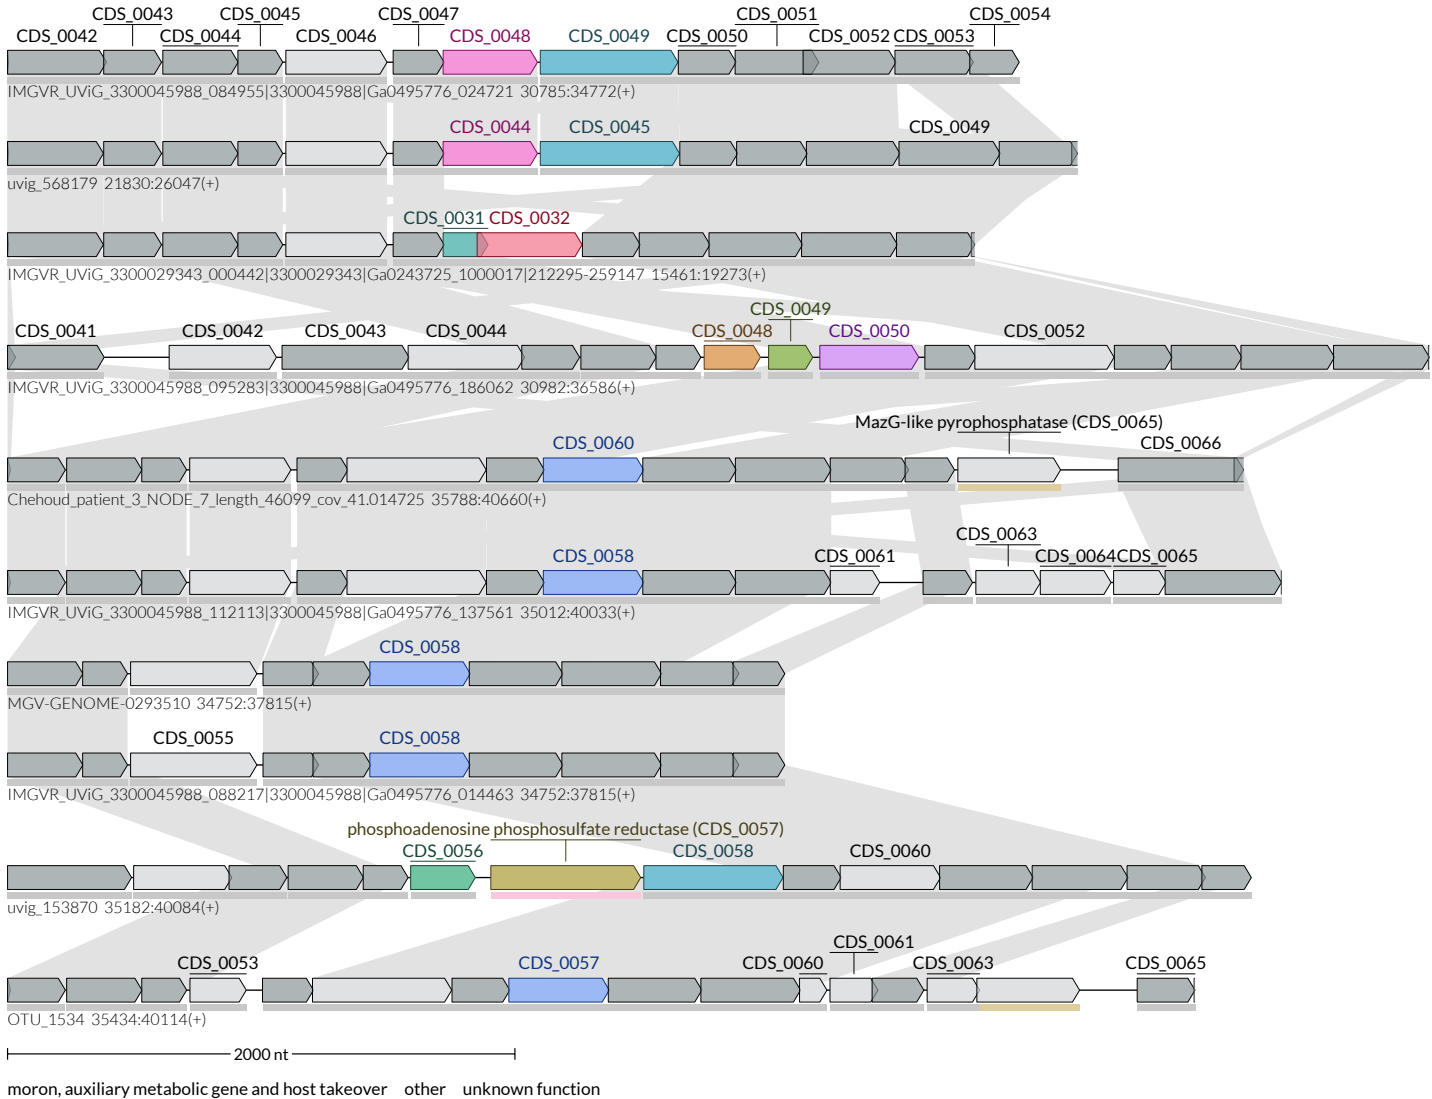 CDS_0043 CDS_0045 CDS_0047 CDS_0051 CDS_0054
CDS_0042 CDS_0044 CDS_0046 CDS_0048 CDS_0049 CDS_0050 CDS_0052 CDS_0053
IMGVR_UViG_3300045988_084955|3300045988|Ga0495776_024721 30785:34772(+)
CDS_0044 CDS_0045 CDS_0049
uvig_568179 21830:26047(+)
CDS_0031 CDS_0032
IMGVR_UViG_3300029343_000442|3300029343|Ga0243725_1000017|212295-259147 15461:19273(+)
CDS_0049
CDS_0041 CDS_0042 CDS_0043 CDS_0044 CDS_0048 CDS_0050 CDS_0052
IMGVR_UViG_3300045988_095283|3300045988|Ga0495776_186062 30982:36586(+)
MazG-like pyrophosphatase (CDS_0065)
CDS_0060 CDS_0066
Chehoud_patient_3_NODE_7_length_46099_cov_41.014725 35788:40660(+)
CDS_0063
CDS_0058 CDS_0061 CDS_0064 CDS_0065
IMGVR_UViG_3300045988_112113|3300045988|Ga0495776_137561 35012:40033(+)
CDS_0058
MGV-GENOME-0293510 34752:37815(+)
CDS_0055 CDS_0058
IMGVR_UViG_3300045988_088217|3300045988|Ga0495776_014463 34752:37815(+)
phosphoadenosine phosphosulfate reductase (CDS_0057)
CDS_0056 CDS_0058 CDS_0060
uvig_153870 35182:40084(+)
CDS_0061
CDS_0053 CDS_0057 CDS_0060 CDS_0063 CDS_0065
OTU_1534 35434:40114(+)
2000 nt
moron, auxiliary metabolic gene and host takeover other unknown function